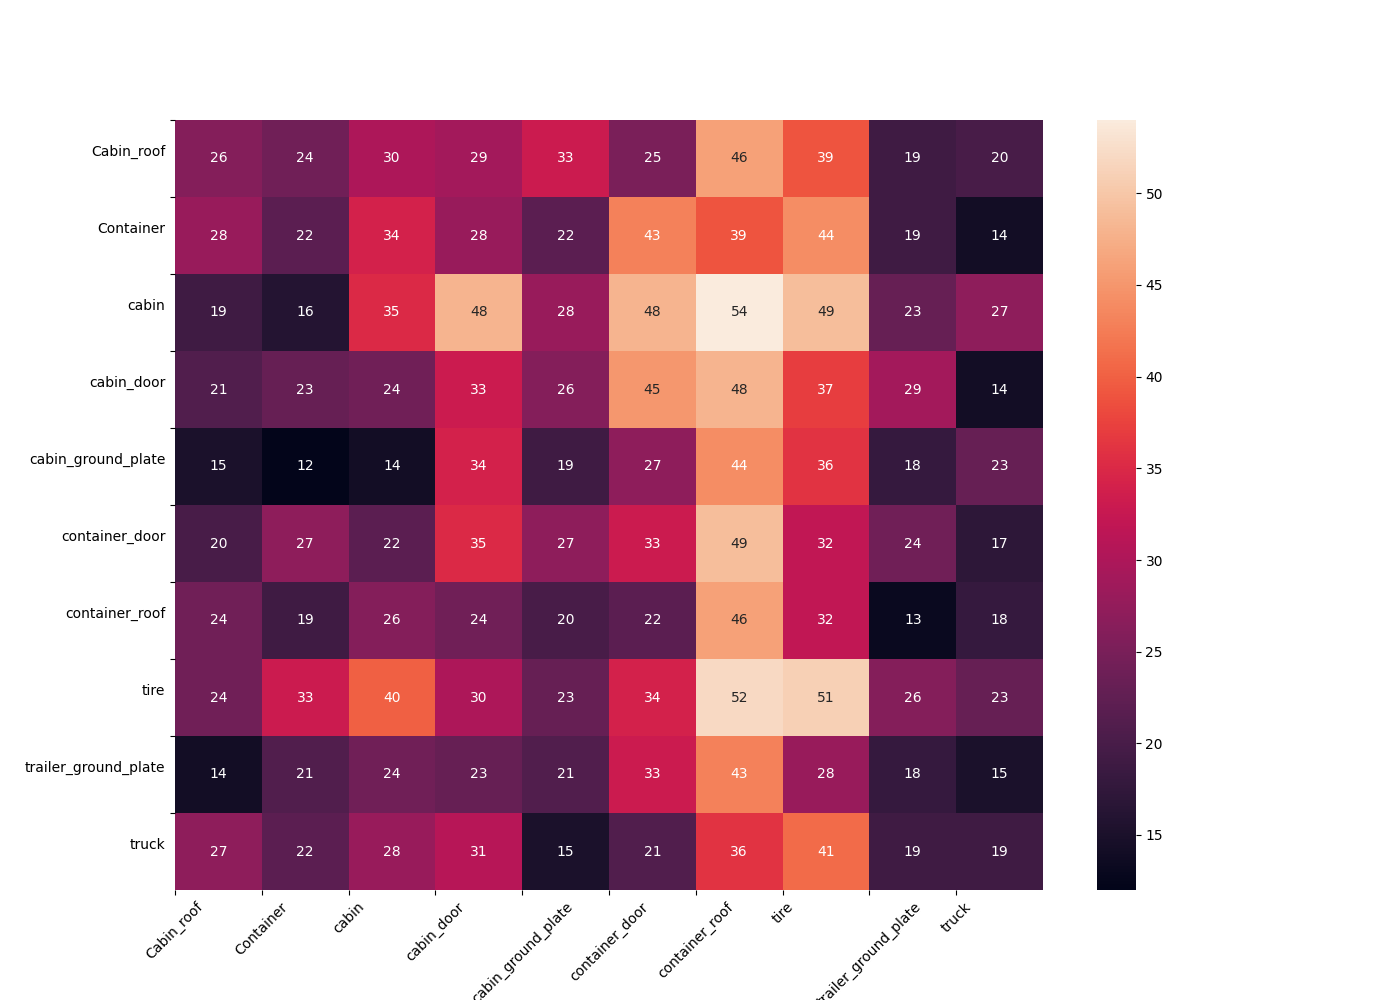 Cabin_roof 26 24 30 29 33 25 46 39 19 20
Container 28 22 34 28 22 43 39 44 19 14
cabin 19 16 35 48 28 48 54 49 23 27
cabin_door 21 23 24 33 26 45 48 37 29 14
cabin_ground_plate 15 12 14 34 19 27 44 36 18 23
container_door 20 27 22 35 27 33 49 32 24 17
container_roof 24 19 26 24 20 22 46 32 13 18
tire 24 33 40 30 23 34 52 51 26 23
trailer_ground_plate 14 21 24 23 21 33 43 28 18 15
truck 27 22 28 31 15 21 36 41 19 19
Cabin_roof
Container
cabin
cabin_door
cabin_ground_plate
container_door
container_roof
tire
trailer_ground_plate
truck
50
45
40
35
30
25
20
15